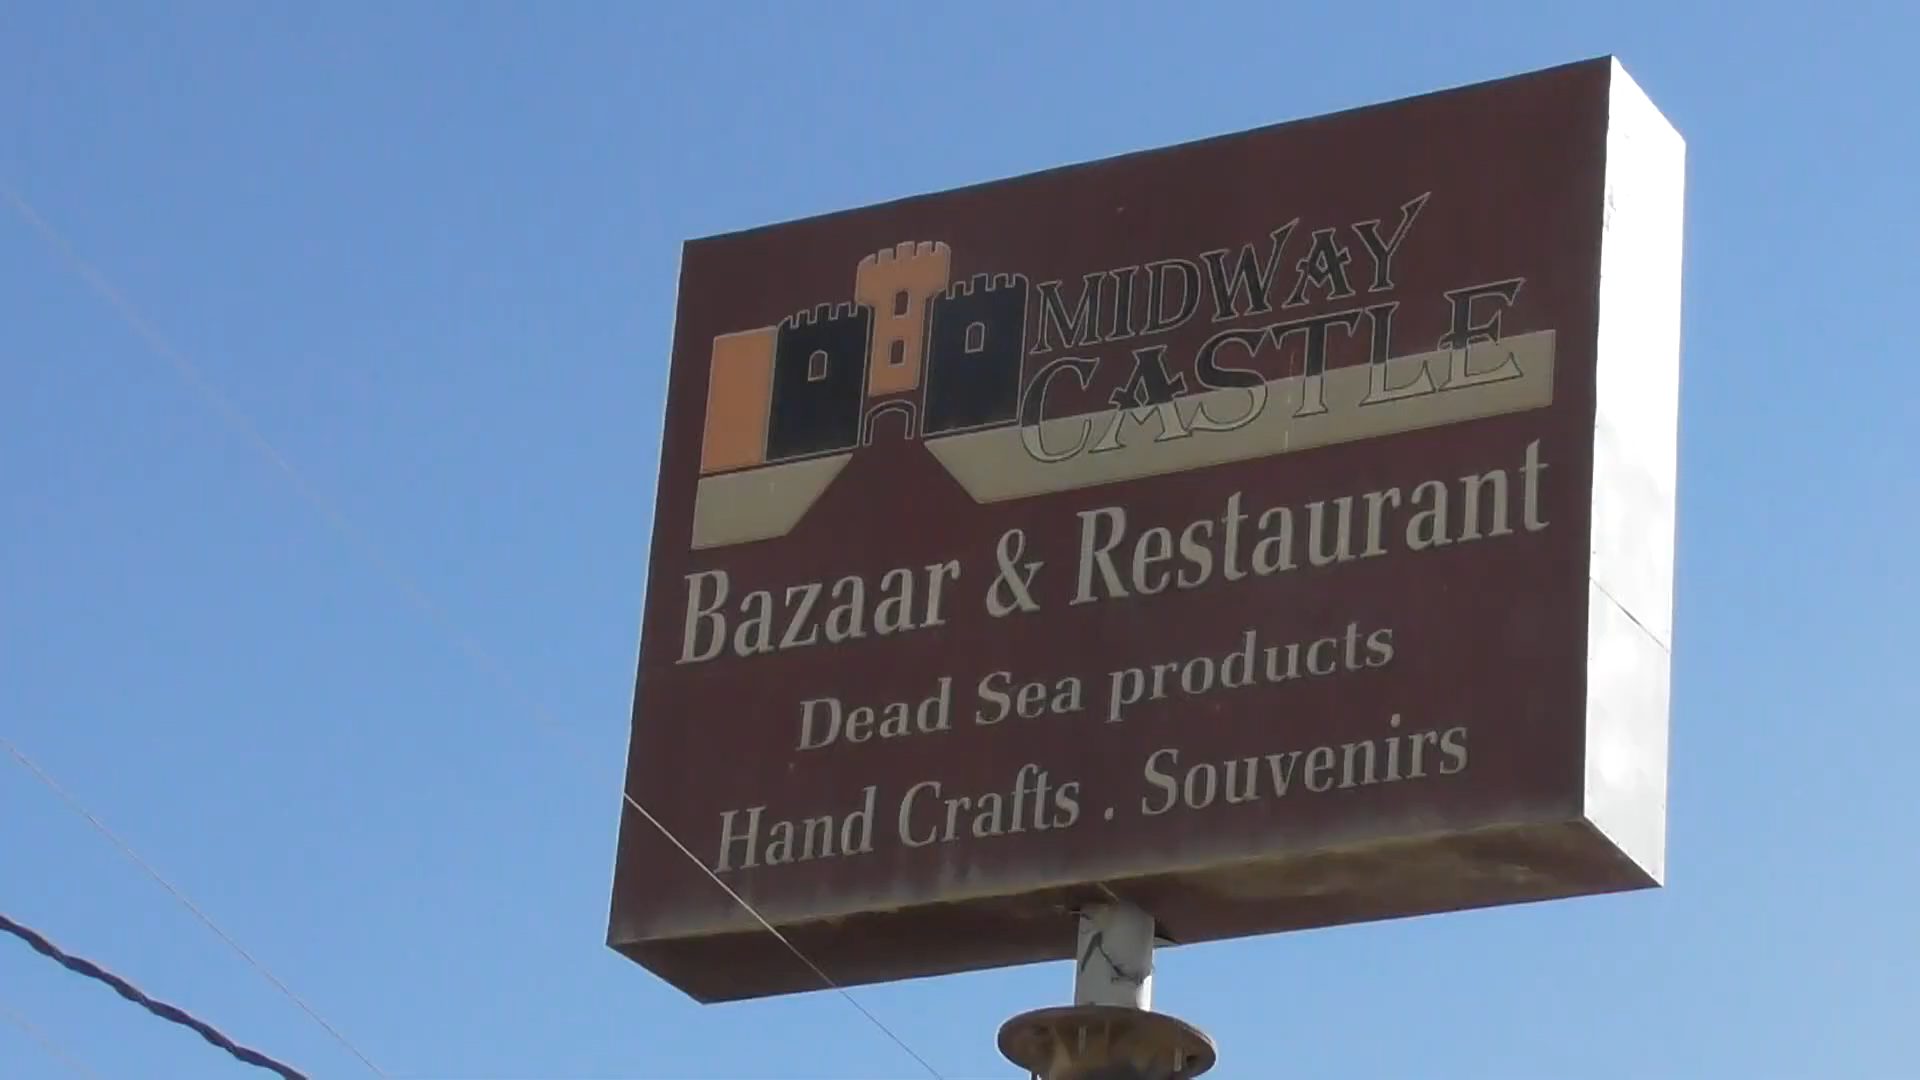 MIDWAY
CASTLE
Bazaar & Restaurant
Dead Sea products
Hand Crafts . Souvenirs